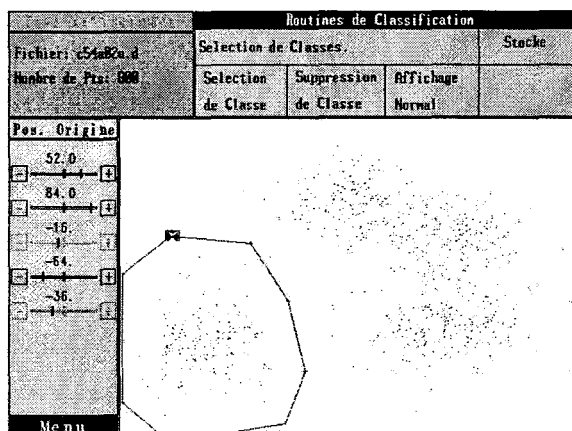 Routines de Classification
Fichier: c54a02a.d
Nombre de Pts: 800
Selection de Classes.
Stocke
Selection de Classe
Suppression de Classe
Affichage Normal
Pos. Origine
52.0
84.0
-16.
-64.
-36.
Menu